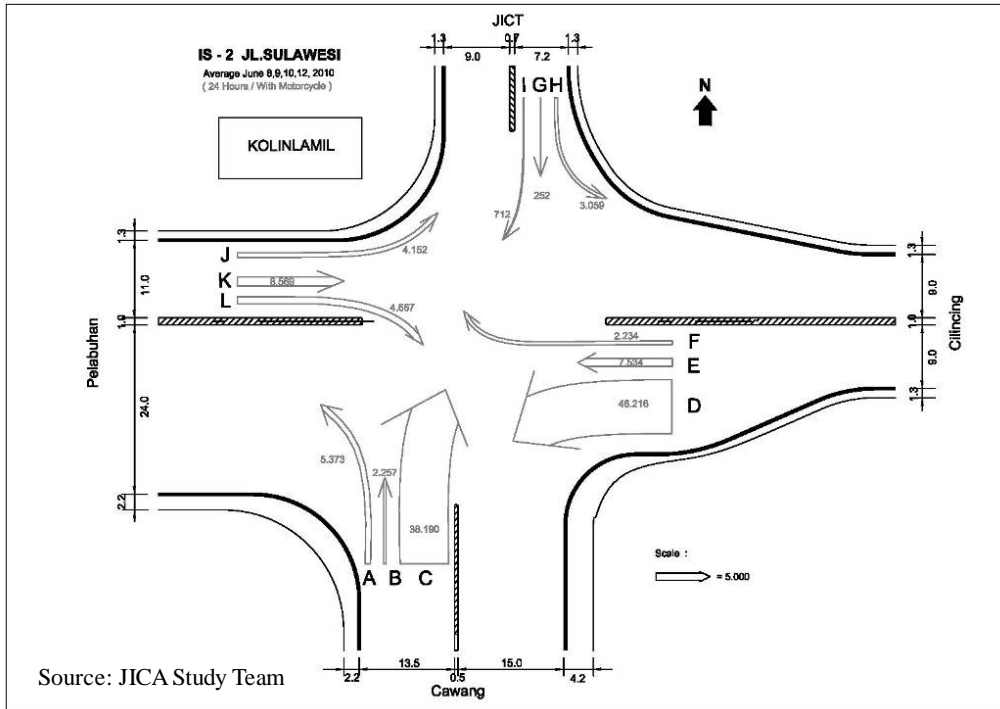 JICT
1.3
9.0
0.7
7.2
1.3
IS - 2 JL.SULAWESI
Average June 8,9,10,12, 2010
( 24 Hours / With Motorcycle )
KOLINLAMIL
I G H
N
252
3.059
712
J
4.152
K
8.569
L
4.667
1.3
11.0
1.0
24.0
2.2
Pelabuhan
1.3
9.0
1.0
9.0
1.3
Cilincing
2.234
F
7.534
E
46.216
D
5.373
2.257
38.190
A
B
C
Scale :
= 5.000
2.2
13.5
0.5
15.0
4.2
Cawang
Source: JICA Study Team